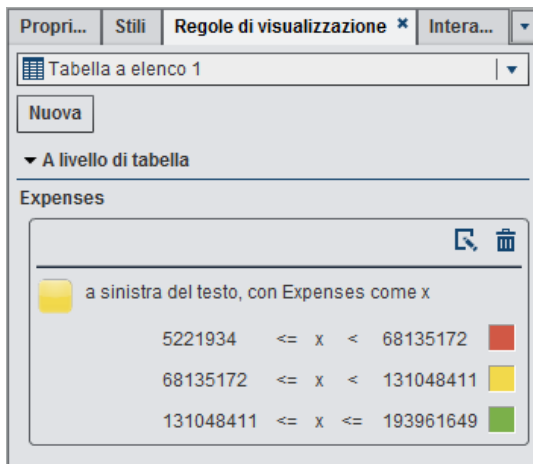 Propri... Stili Regole di visualizzazione × Intera...
Tabella a elenco 1
Nuova
A livello di tabella
Expenses
a sinistra del testo, con Expenses come x
5221934 <= x < 68135172
68135172 <= x < 131048411
131048411 <= x <= 193961649